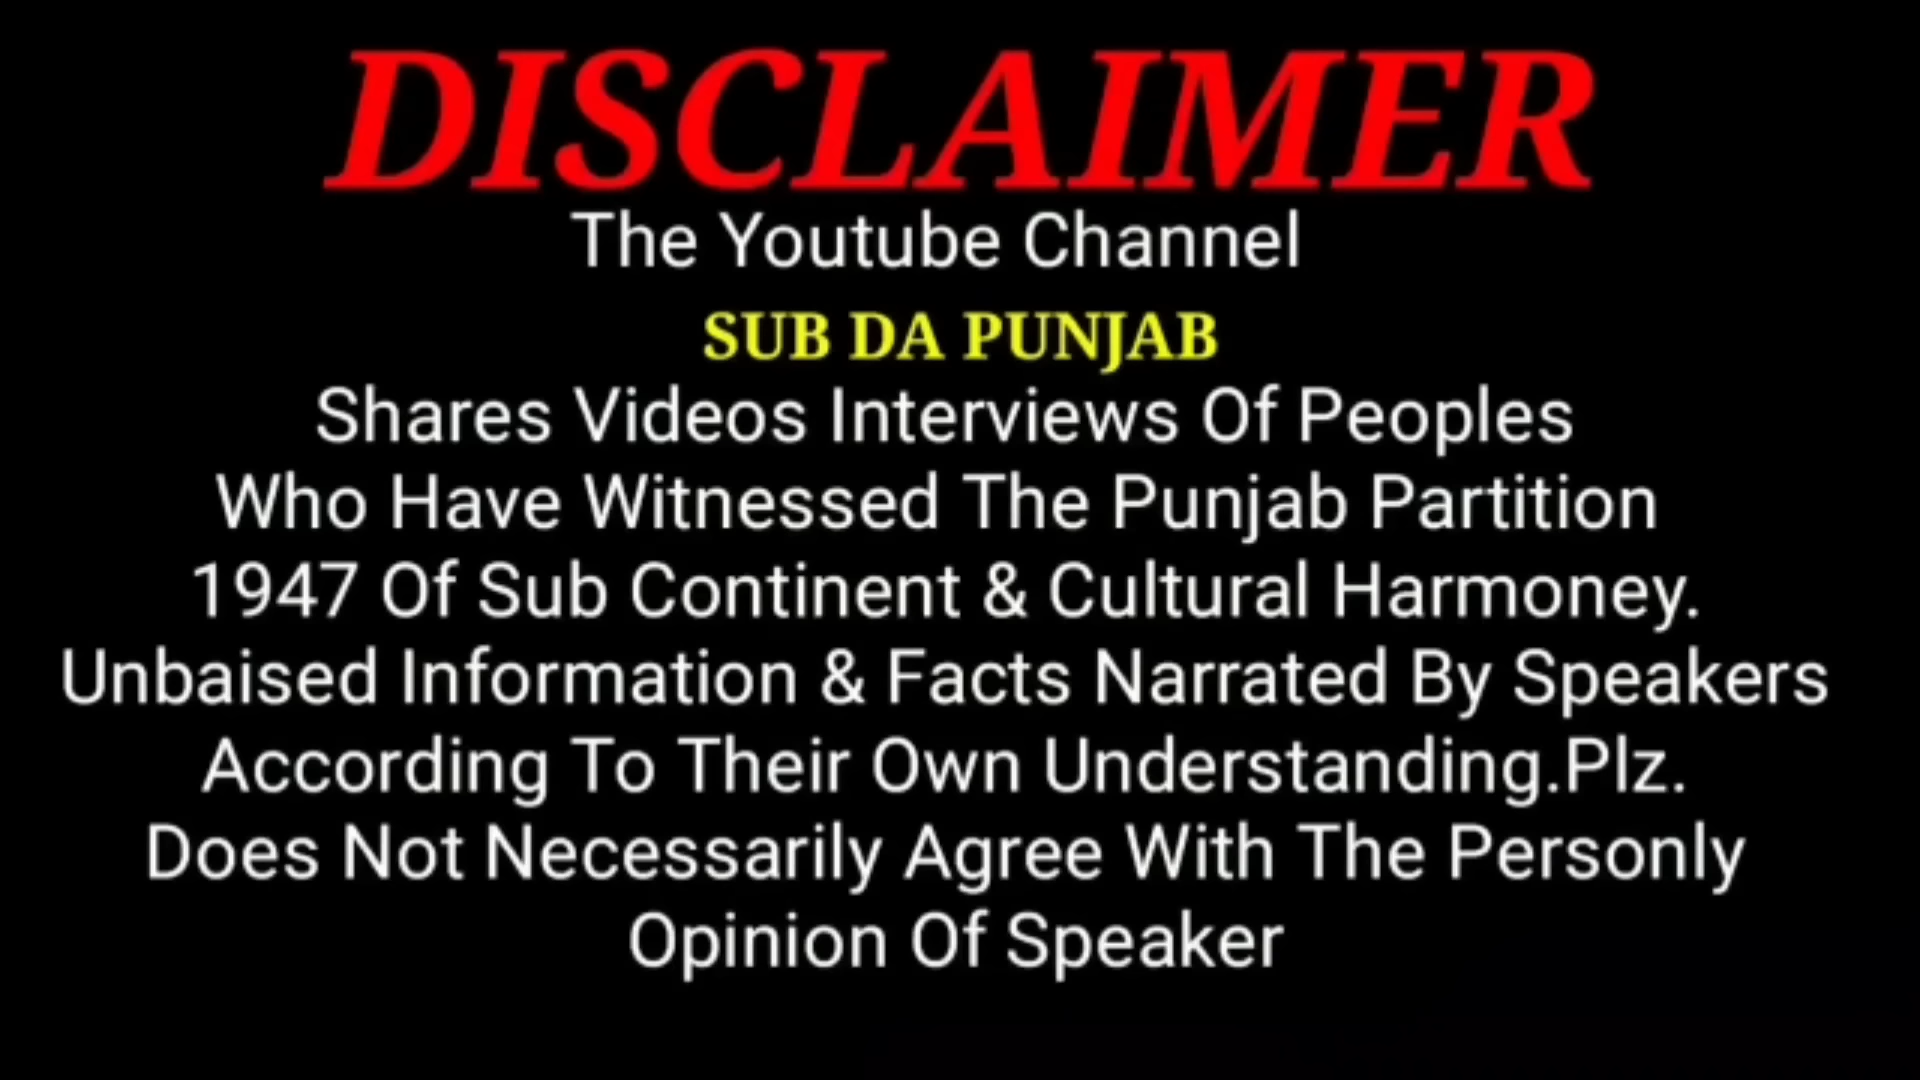 DISCLAIMER
The Youtube Channel
SUB DA PUNJAB
Shares Videos Interviews Of Peoples
Who Have Witnessed The Punjab Partition
1947 Of Sub Continent & Cultural Harmoney.
Unbaised Information & Facts Narrated By Speakers
According To Their Own Understanding.Plz.
Does Not Necessarily Agree With The Personly
Opinion Of Speaker